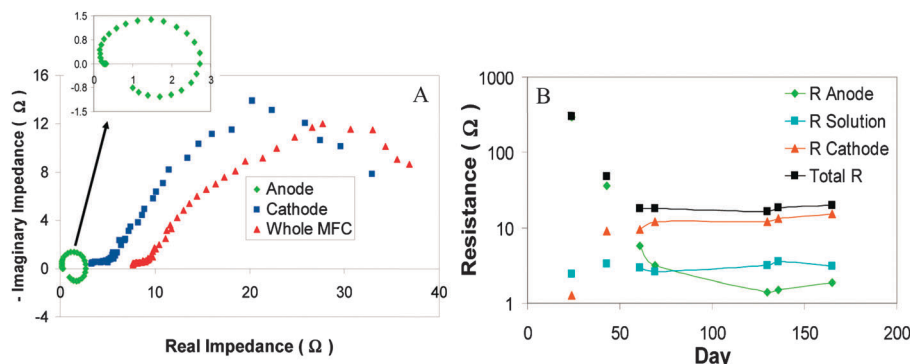 1.5
0.8
0.0
-0.8
-1.5
0 1 2 3
A
16
12
8
4
0
-4
- Imaginary Impedance ( Ω )
Anode
Cathode
Whole MFC
0 10 20 30 40
Real Impedance ( Ω )
B
1000
100
10
1
Resistance ( Ω )
R Anode
R Solution
R Cathode
Total R
0 50 100 150 200
Day